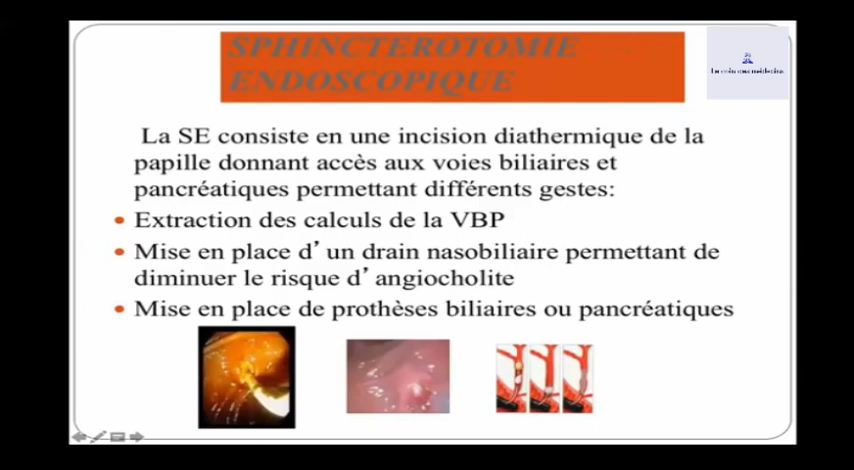 SPHINCTEROTOMIE
ENDOSCOPIQUE
La SE consiste en une incision diathermique de la
papille donnant accès aux voies biliaires et
pancréatiques permettant différents gestes:
• Extraction des calculs de la VBP
• Mise en place d’un drain nasobiliaire permettant de
diminuer le risque d’angiocholite
• Mise en place de prothèses biliaires ou pancréatiques